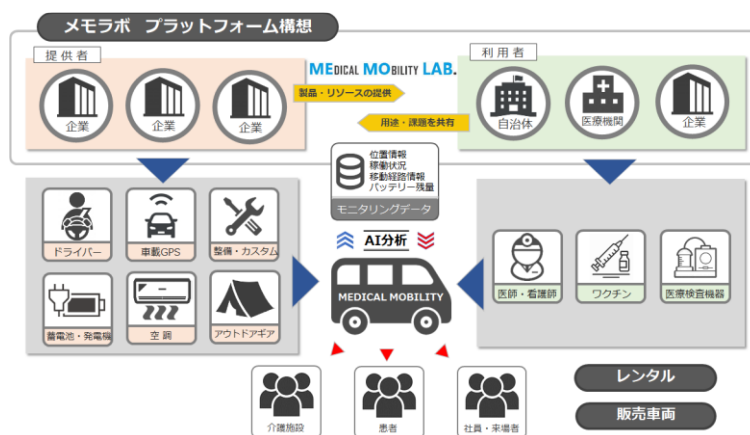 メモラボ プラットフォーム構想
提供者
企業
企業
企業
MEDICAL MOBILITY LAB.
製品・リソースの提供
用途・課題を共有
利用者
自治体
医療機関
企業
位置情報
稼働状況
移動経路情報
バッテリー残量
モニタリングデータ
AI分析
MEDICAL MOBILITY
ドライバー
車載GPS
整備・カスタム
蓄電池・発電機
空調
アウトドアギア
医師・看護師
ワクチン
医療検査機器
介護施設
患者
社員・来場者
レンタル
販売車両